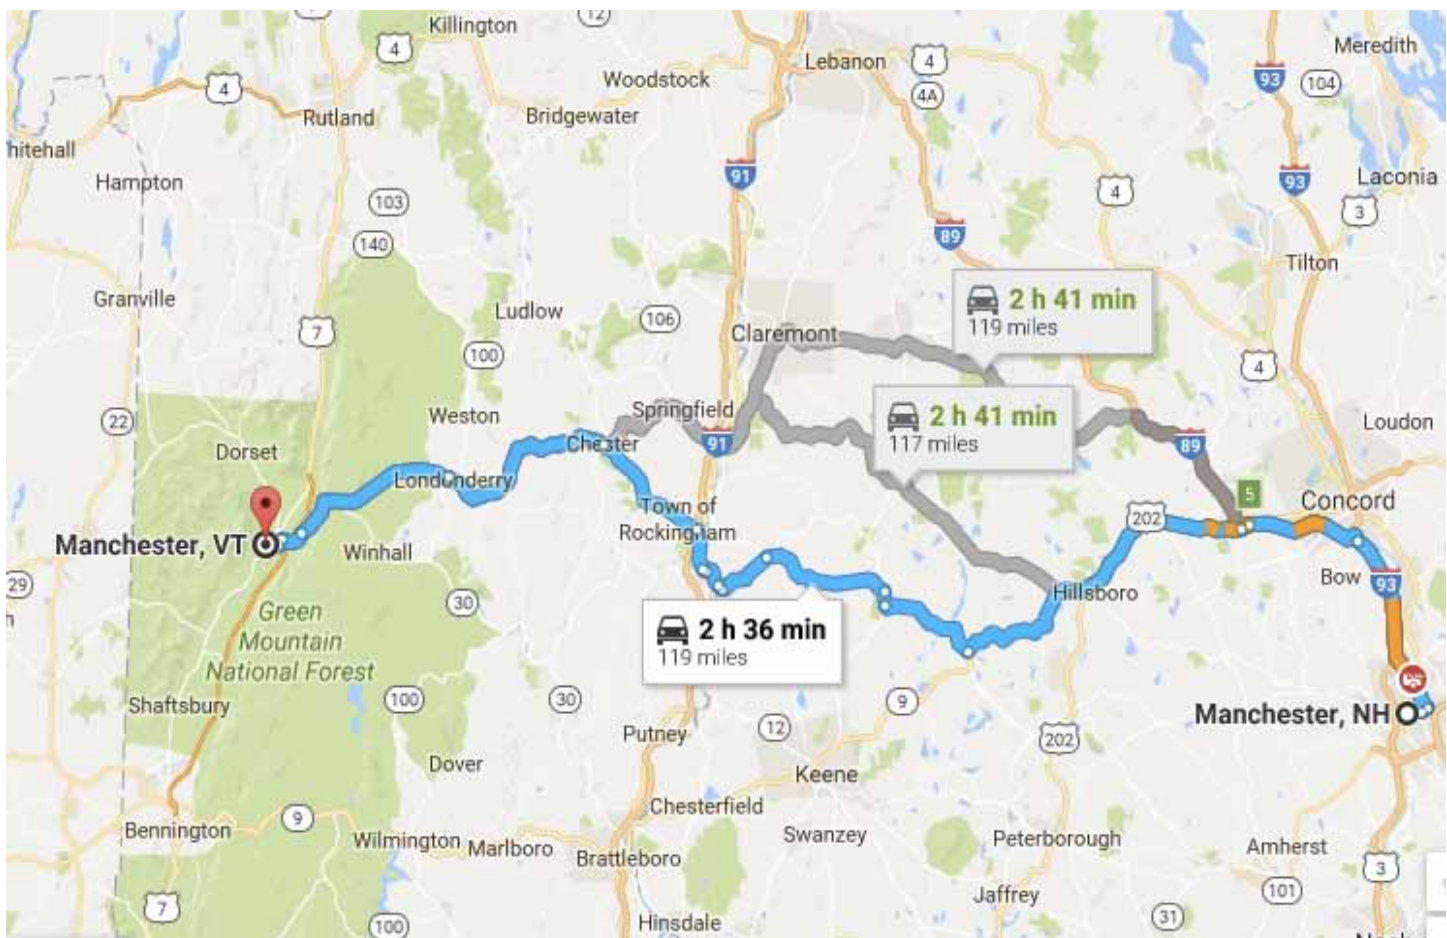 12
Killington
4
Meredith
Lebanon
4
93
104
Woodstock
4
4A
Rutland
Bridgewater
hitehall
91
93
Laconia
Hampton
4
103
3
89
140
Tilton
Granville
2 h 41 min
119 miles
Ludlow
106
7
Claremont
100
4
2 h 41 min
117 miles
22
Weston
Springfield
Loudon
91
Dorset
Chester
89
Londonderry
5
Concord
Town of
Rockingham
202
Manchester, VT
Winhall
Bow
93
29
Hillsboro
30
Green
Mountain
National Forest
2 h 36 min
119 miles
Shaftsbury
100
30
9
Manchester, NH
Putney
12
202
Dover
Keene
Chesterfield
9
Bennington
Wilmington
Marlboro
Brattleboro
Swanzey
Peterborough
Amherst
3
101
Jaffrey
7
100
Hinsdale
31